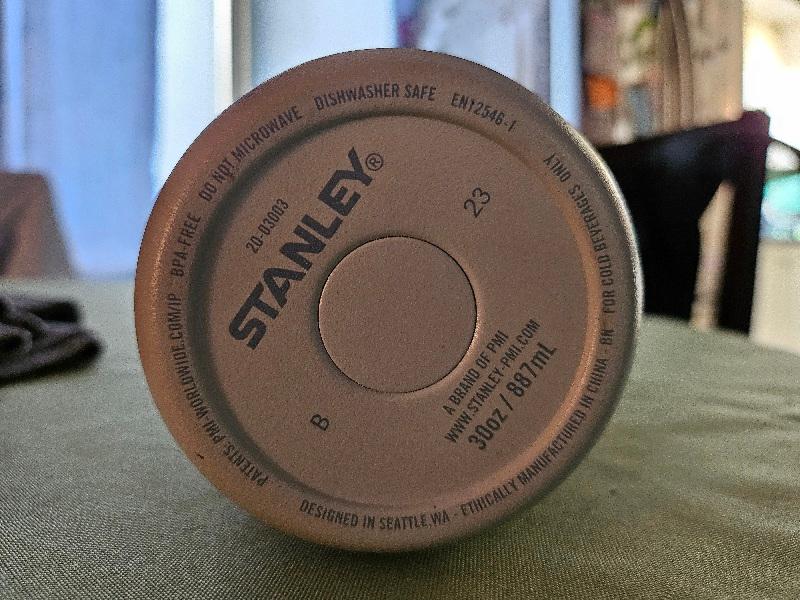 PATENTS: PMI-WORLDWIDE.COM/IP · BPA-FREE DO NOT MICROWAVE DISHWASHER SAFE EN12546-1
FOR COLD BEVERAGES ONLY
DESIGNED IN SEATTLE, WA - ETHICALLY MANUFACTURED IN CHINA - BN
20-03003
STANLEY®
23
B
A BRAND OF PMI
WWW.STANLEY-PMI.COM
30oz / 887mL